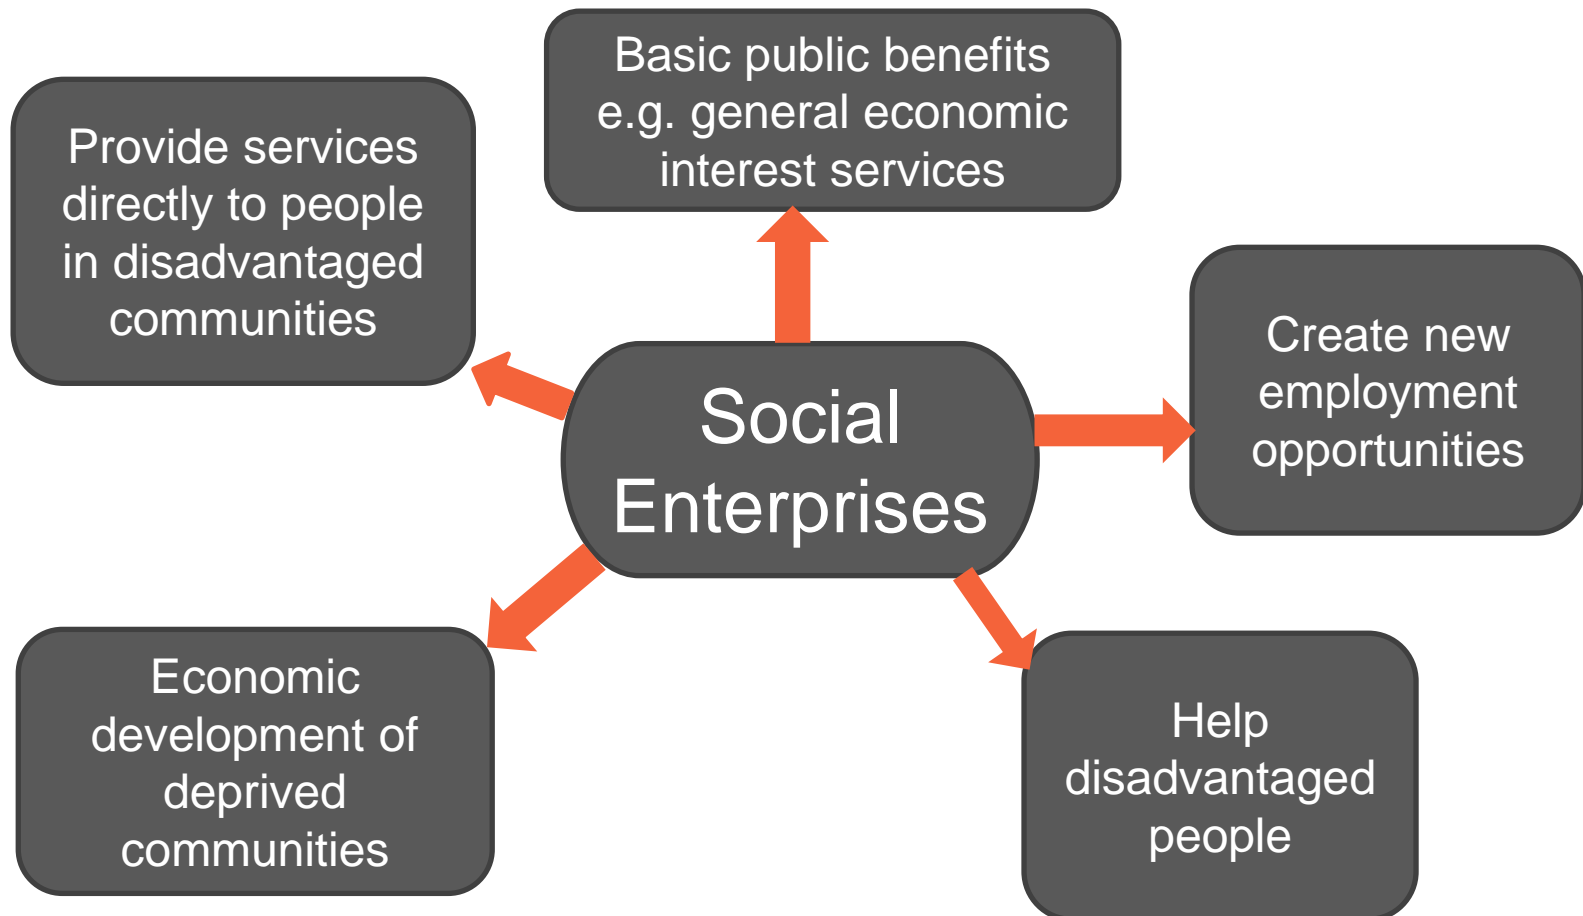 Basic public benefits
e.g. general economic
interest services
Provide services
directly to people
in disadvantaged
communities
Create new
employment
opportunities
Social
Enterprises
Economic
development of
deprived
communities
Help
disadvantaged
people